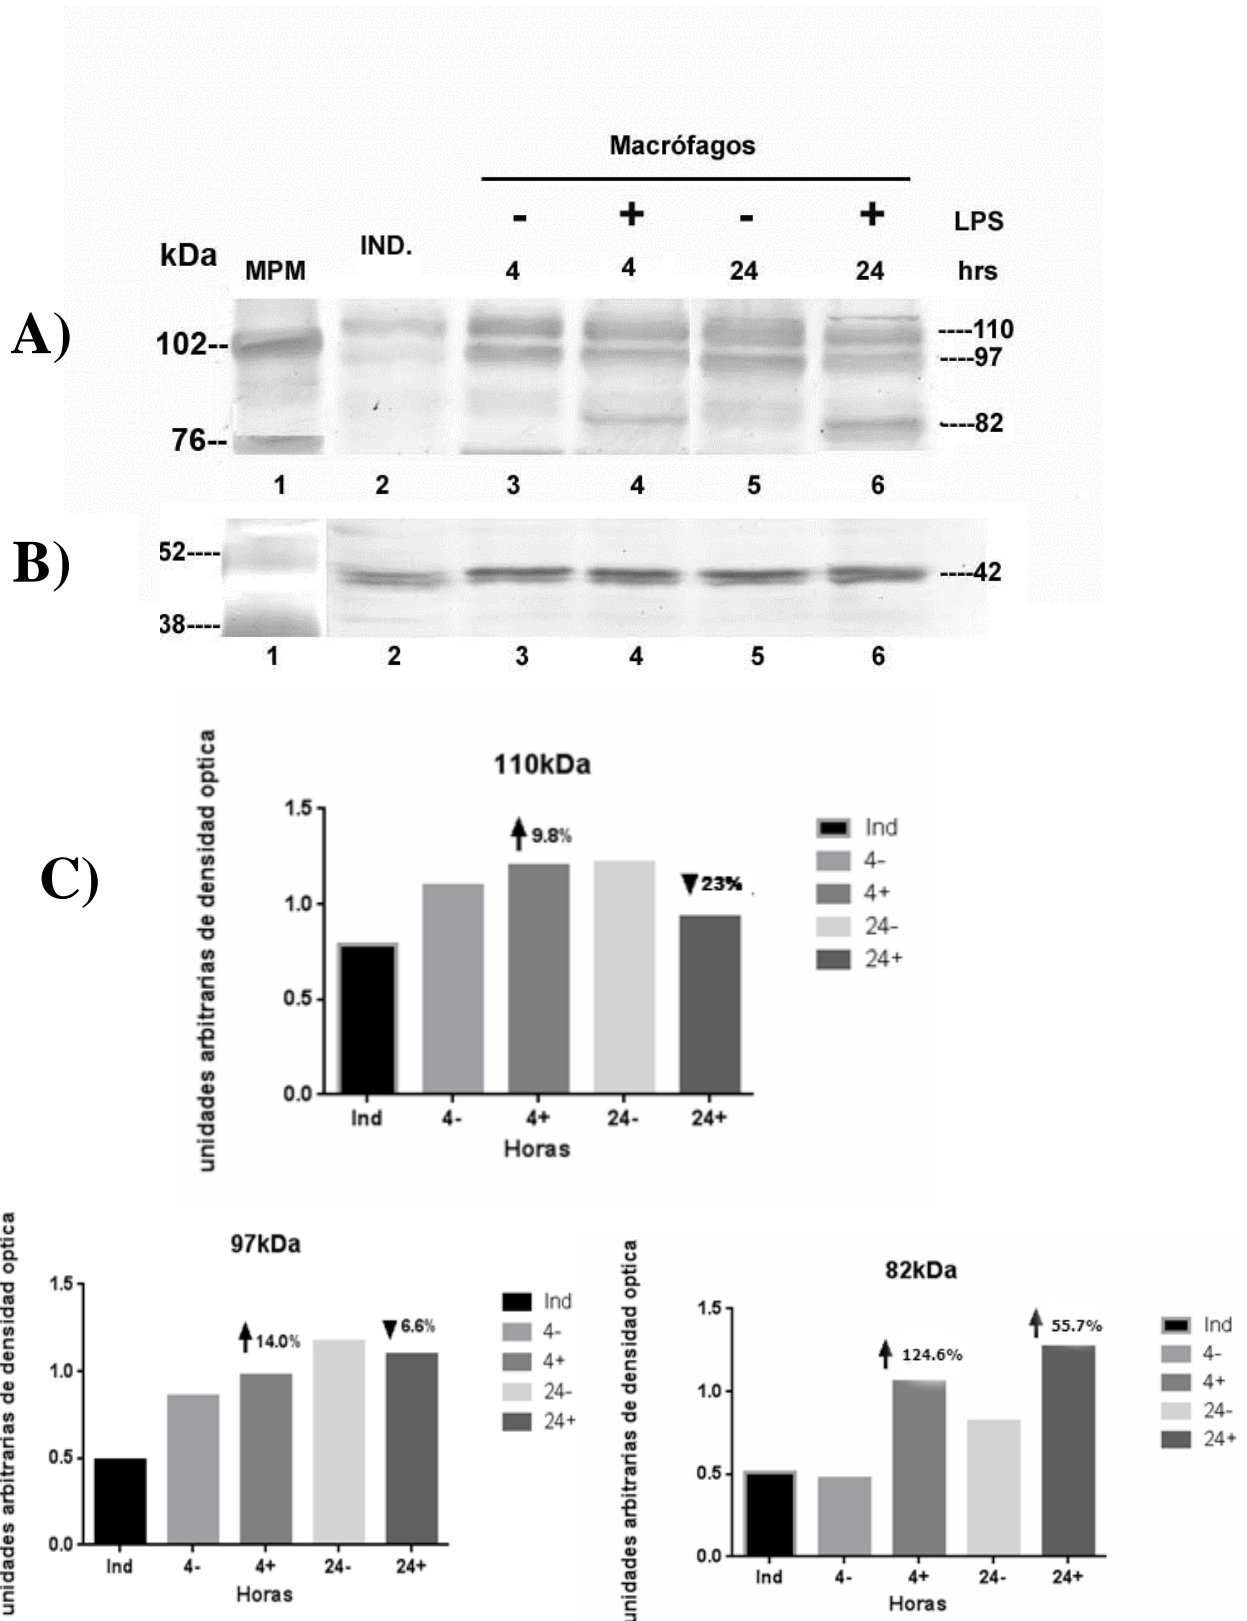 Macrófagos
- + - + LPS
kDa MPM IND. 4 4 24 24 hrs
A)
102-- ----110
----97
76-- ----82
1 2 3 4 5 6
B)
52---- ----42
38----
1 2 3 4 5 6
C)
110kDa
unidades arbitrarias de densidad optica
1.5
1.0
0.5
0.0
9.8%
23%
Ind 4- 4+ 24- 24+
Horas
Ind
4-
4+
24-
24+
97kDa
unidades arbitrarias de densidad optica
1.5
1.0
0.5
0.0
14.0%
6.6%
Ind 4- 4+ 24- 24+
Horas
Ind
4-
4+
24-
24+
82kDa
unidades arbitrarias de densidad optica
1.5
1.0
0.5
0.0
124.6%
55.7%
Ind 4- 4+ 24- 24+
Horas
Ind
4-
4+
24-
24+